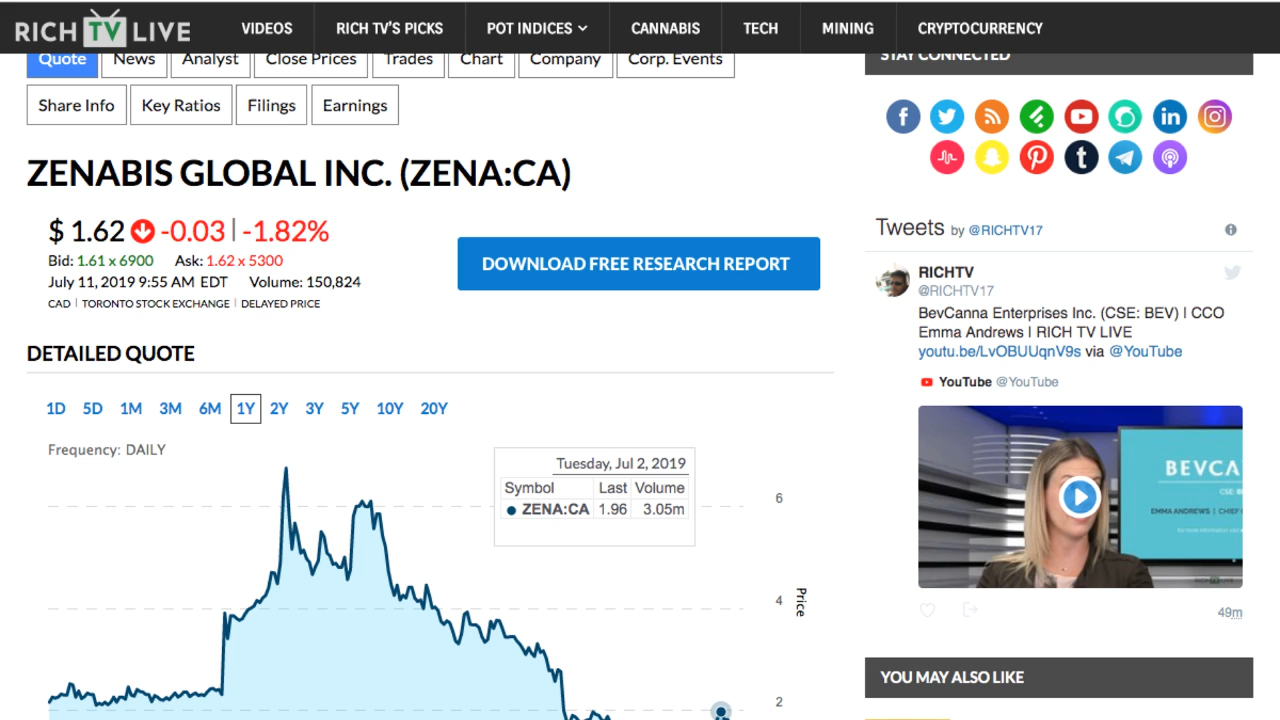 RICH TV LIVE
VIDEOS
RICH TV'S PICKS
POT INDICES
CANNABIS
TECH
MINING
CRYPTOCURRENCY
Quote
News
Analyst
Close Prices
Trades
Chart
Company
Corp. Events
Share Info
Key Ratios
Filings
Earnings
ZENABIS GLOBAL INC. (ZENA:CA)
$ 1.62 -0.03 | -1.82%
Bid: 1.61 x 6900 Ask: 1.62 x 5300
July 11, 2019 9:55 AM EDT Volume: 150,824
CAD | TORONTO STOCK EXCHANGE | DELAYED PRICE
DOWNLOAD FREE RESEARCH REPORT
DETAILED QUOTE
1D 5D 1M 3M 6M 1Y 2Y 3Y 5Y 10Y 20Y
Frequency: DAILY
Tuesday, Jul 2, 2019
Symbol Last Volume
ZENA:CA 1.96 3.05m
6
4
2
Price
STAY CONNECTED
Tweets by @RICHTV17
RICHTV
@RICHTV17
BevCanna Enterprises Inc. (CSE: BEV) | CCO
Emma Andrews | RICH TV LIVE
youtu.be/LvOBUUqnV9s via @YouTube
YouTube @YouTube
BEVCA
CSE:
EMMA ANDREWS | CHIEF
49m
YOU MAY ALSO LIKE